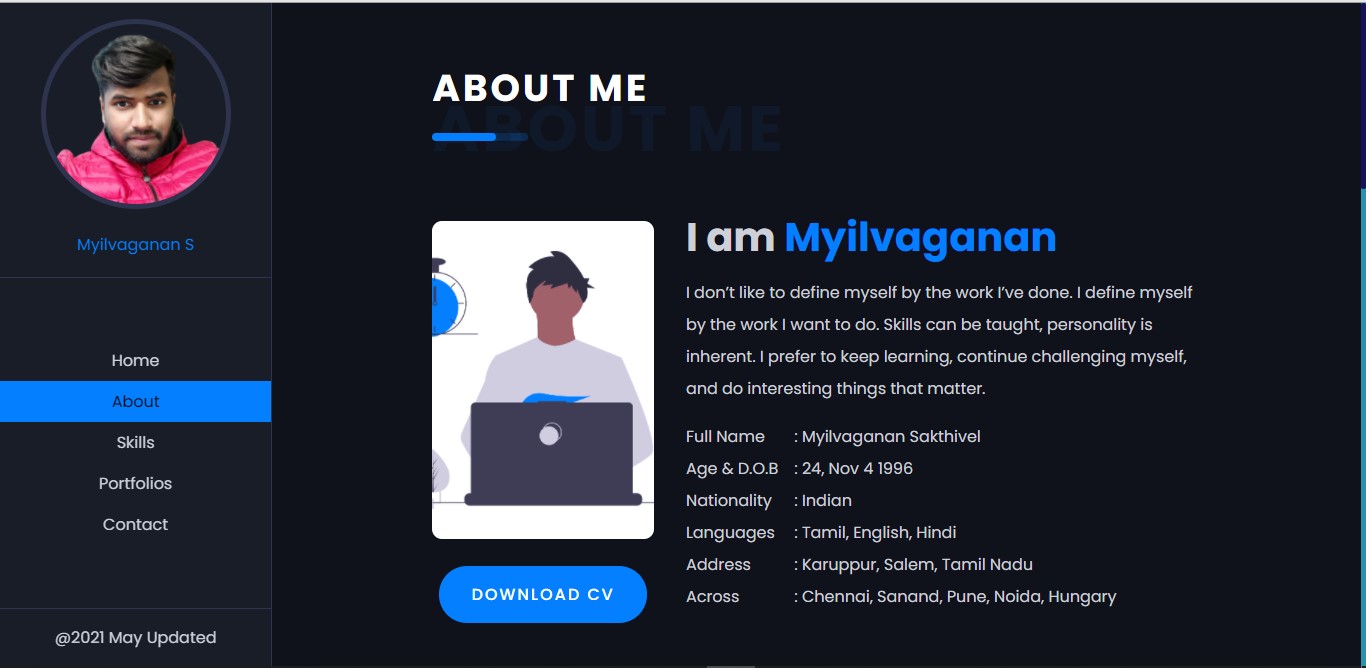 Myilvaganan S
Home
About
Skills
Portfolios
Contact
@2021 May Updated
ABOUT ME
ABOUT ME
I am Myilvaganan
I don’t like to define myself by the work I’ve done. I define myself
by the work I want to do. Skills can be taught, personality is
inherent. I prefer to keep learning, continue challenging myself,
and do interesting things that matter.
Full Name : Myilvaganan Sakthivel
Age & D.O.B : 24, Nov 4 1996
Nationality : Indian
Languages : Tamil, English, Hindi
Address : Karuppur, Salem, Tamil Nadu
Across : Chennai, Sanand, Pune, Noida, Hungary
DOWNLOAD CV